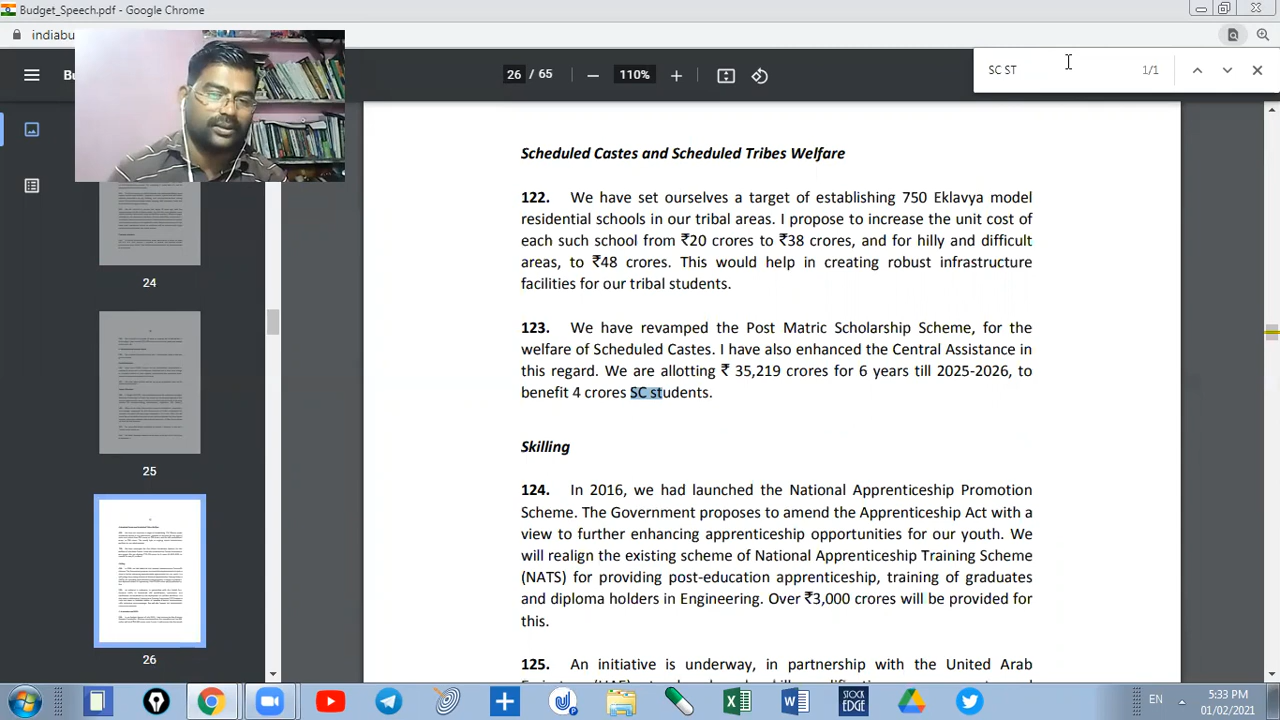 Budget_Speech.pdf - Google Chrome
indiabu
SC ST
1/1
Bu
26 / 65
110%
Scheduled Castes and Scheduled Tribes Welfare
122. We have set ourselves a target of establishing 750 Eklavya model
residential schools in our tribal areas. I propose to increase the unit cost of
each such school from ₹20 crores to ₹38 crores, and for hilly and difficult
areas, to ₹48 crores. This would help in creating robust infrastructure
facilities for our tribal students.
123. We have revamped the Post Matric Scholarship Scheme, for the
welfare of Scheduled Castes. I have also enhanced the Central Assistance in
this regard. We are allotting ₹ 35,219 crores for 6 years till 2025-2026, to
benefit 4 crores SC students.
Skilling
124. In 2016, we had launched the National Apprenticeship Promotion
Scheme. The Government proposes to amend the Apprenticeship Act with a
view to further enhancing apprenticeship opportunities for our youth. We
will realign the existing scheme of National Apprenticeship Training Scheme
(NATS) for providing post-education apprenticeship, training of graduates
and diploma holders in Engineering. Over ₹3,000 crores will be provided for
this.
125. An initiative is underway, in partnership with the United Arab
24
25
26
STOCK
EDGE
EN
5:33 PM
01/02/2021